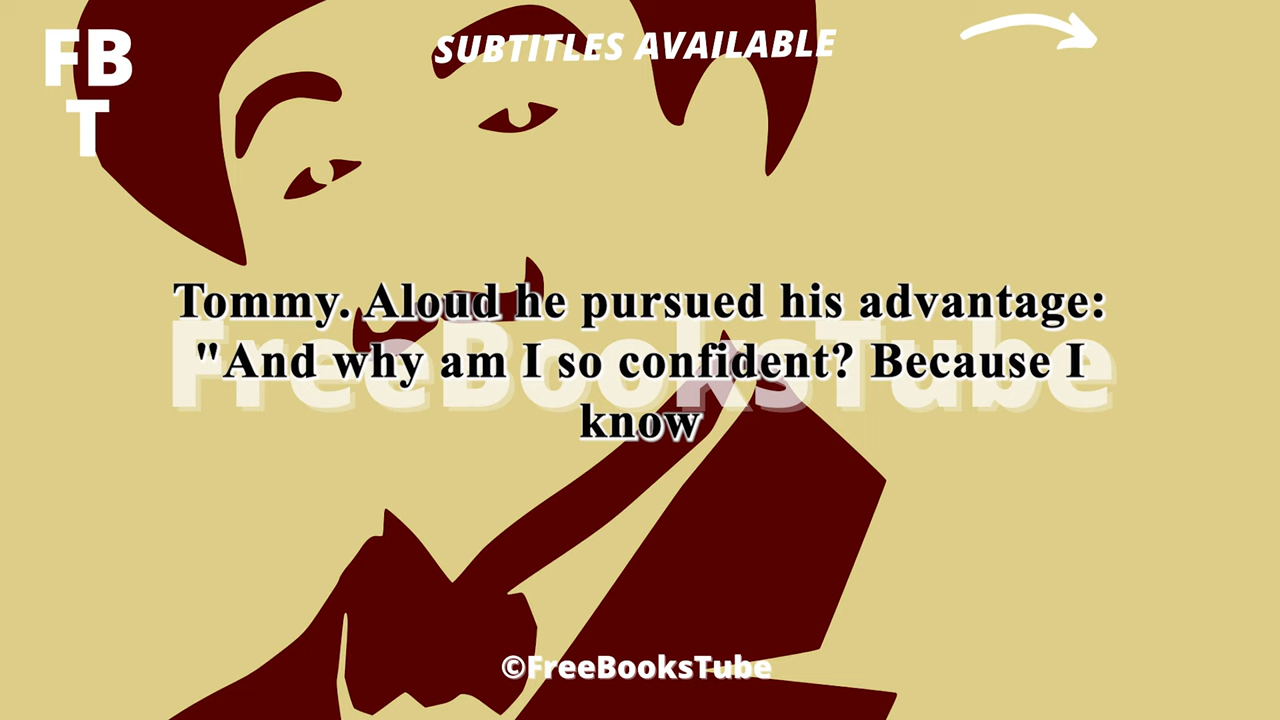 FB
T
SUBTITLES AVAILABLE
Tommy. Aloud he pursued his advantage:
"And why am I so confident? Because I
know
FreeBooksTube
©FreeBooksTube